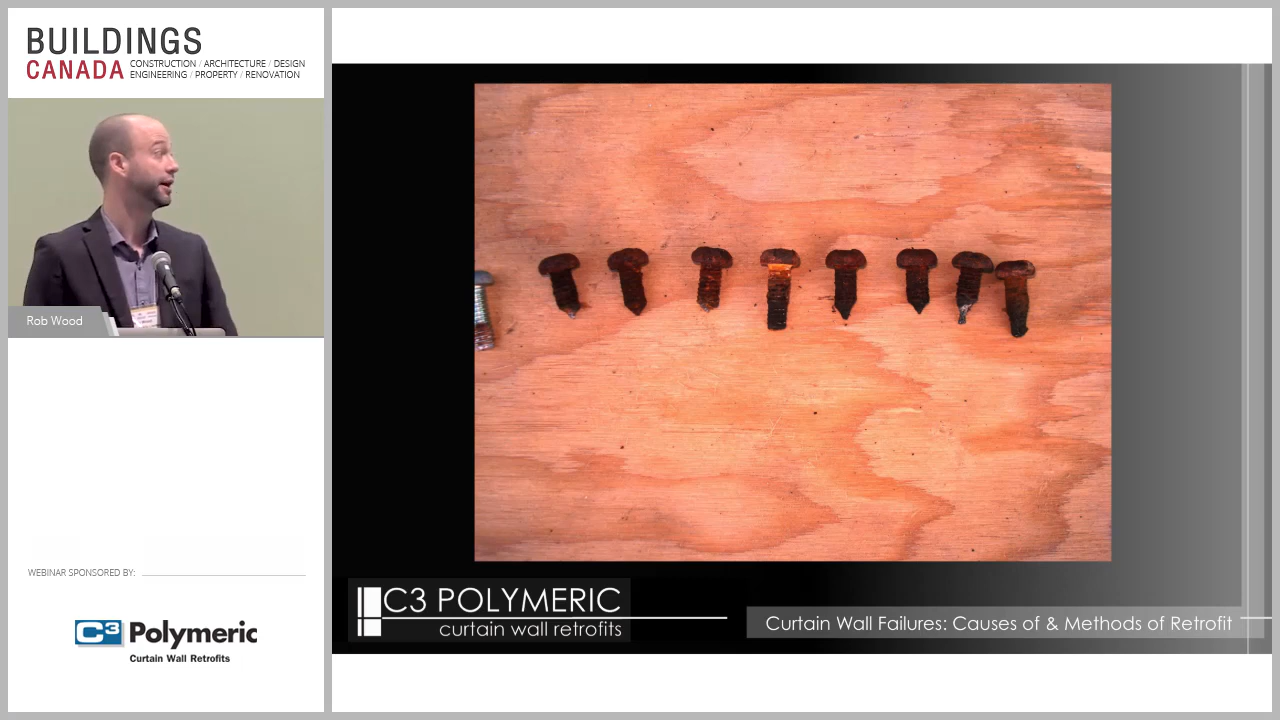 BUILDINGS
CANADA
CONSTRUCTION / ARCHITECTURE / DESIGN
ENGINEERING / PROPERTY / RENOVATION
Rob Wood
WEBINAR SPONSORED BY:
C3 Polymeric
Curtain Wall Retrofits
C3 POLYMERIC
curtain wall retrofits
Curtain Wall Failures: Causes of & Methods of Retrofit